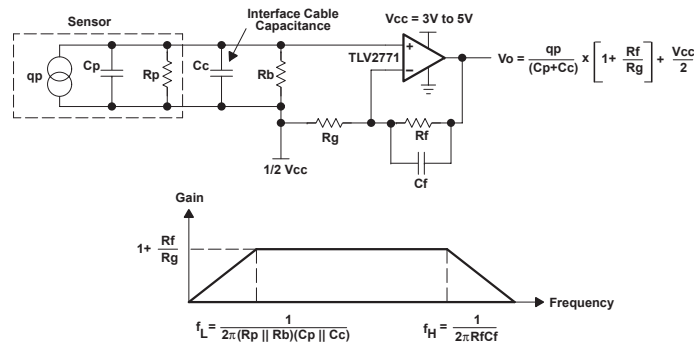 Sensor
Interface Cable
Capacitance
Vcc = 3V to 5V
qp
Cp
Rp
Cc
Rb
+
TLV2771
−
Vo = qp/(Cp+Cc) x [1+ Rf/Rg] + Vcc/2
Rg
Rf
Cf
1/2 Vcc
Gain
1+ Rf/Rg
Frequency
fL= 1/2π(Rp || Rb)(Cp || Cc)
fH= 1/2πRfCf